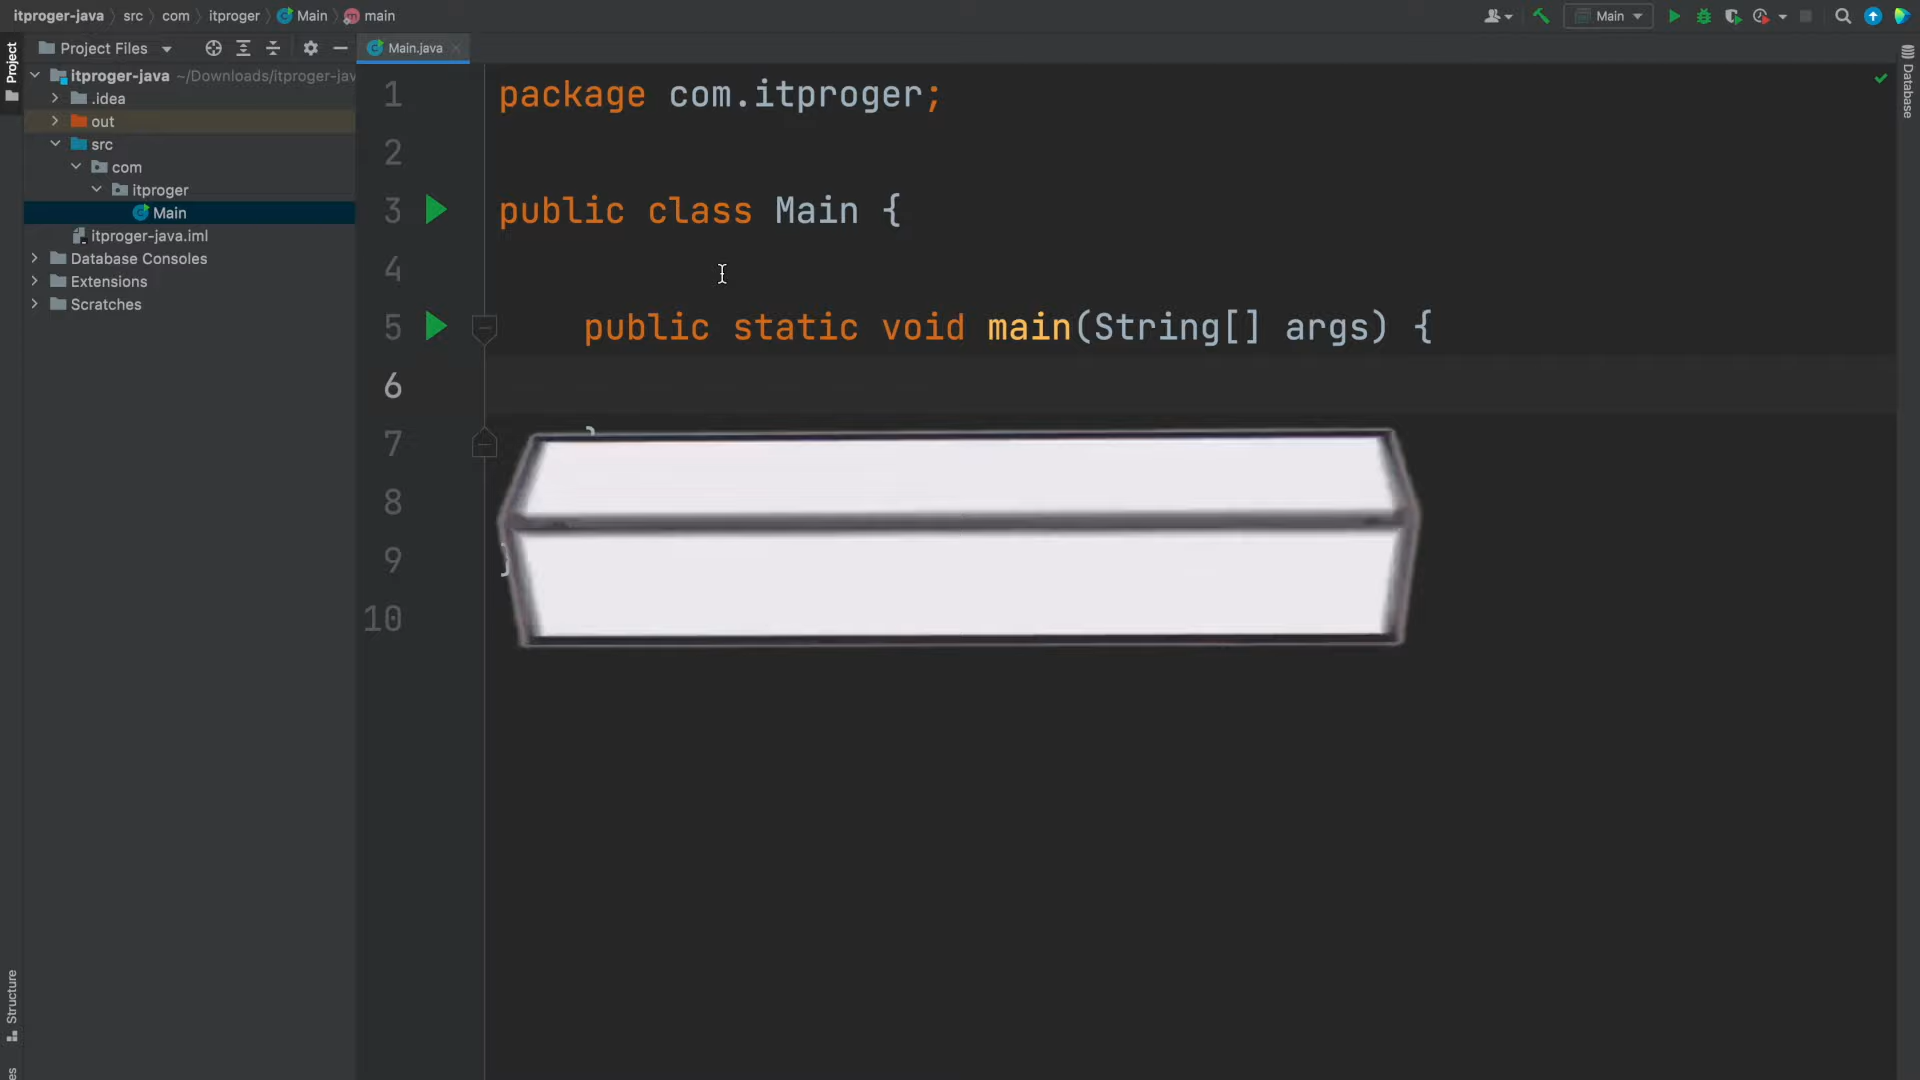 itproger-java src com itproger Main main
Main
Project Files
Main.java
Project
itproger-java ~/Downloads/itproger-jav
.idea
out
src
com
itproger
Main
itproger-java.iml
Database Consoles
Extensions
Scratches
1 package com.itproger;
2
3 public class Main {
4
5 public static void main(String[] args) {
6
7 }
8
9 }
10
Database
Structure
es